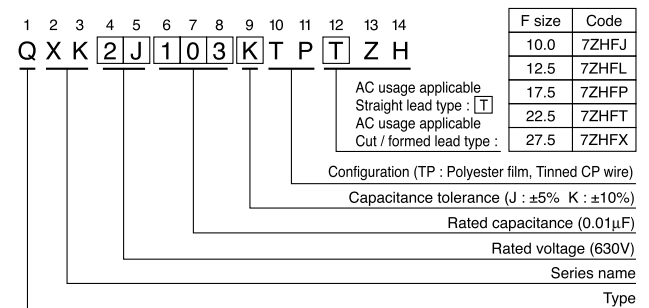 1 2 3 4 5 6 7 8 9 10 11 12 13 14
Q X K 2 J 1 0 3 K T P T Z H
F size Code
10.0 7ZHFJ
12.5 7ZHFL
17.5 7ZHFP
22.5 7ZHFT
27.5 7ZHFX
AC usage applicable
Straight lead type : T
AC usage applicable
Cut / formed lead type :
Configuration (TP : Polyester film, Tinned CP wire)
Capacitance tolerance (J : ±5% K : ±10%)
Rated capacitance (0.01µF)
Rated voltage (630V)
Series name
Type